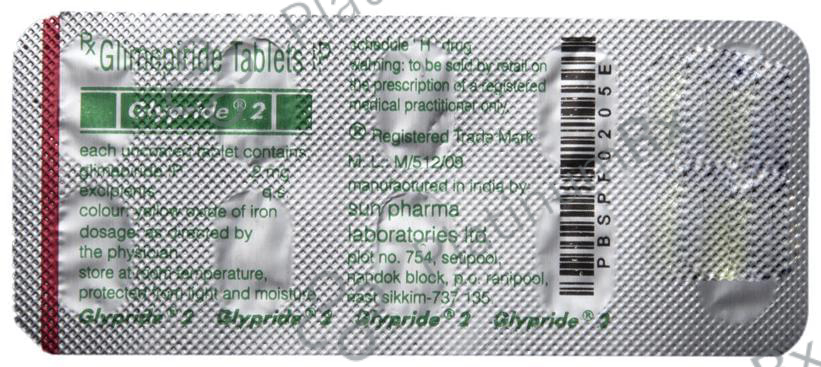 Rx Glimepiride Tablets IP
Glypride® 2
each uncoated tablet contains:
glimepiride IP 2 mg
excipients q.s.
colour: yellow oxide of iron
dosage: as directed by
the physician.
store at room temperature,
protected from light and moisture.
schedule "H" drug
warning: to be sold by retail on
the prescription of a registered
medical practitioner only.
® Registered Trade Mark
M. L.: M/512/09
manufactured in india by:
sun pharma
laboratories ltd.
plot no. 754, setipool,
nandok block, p.o. ranipool,
east sikkim-737 135.
Glypride® 2 Glypride® 2 Glypride® 2 Glypride® 2
PBSPF0205E